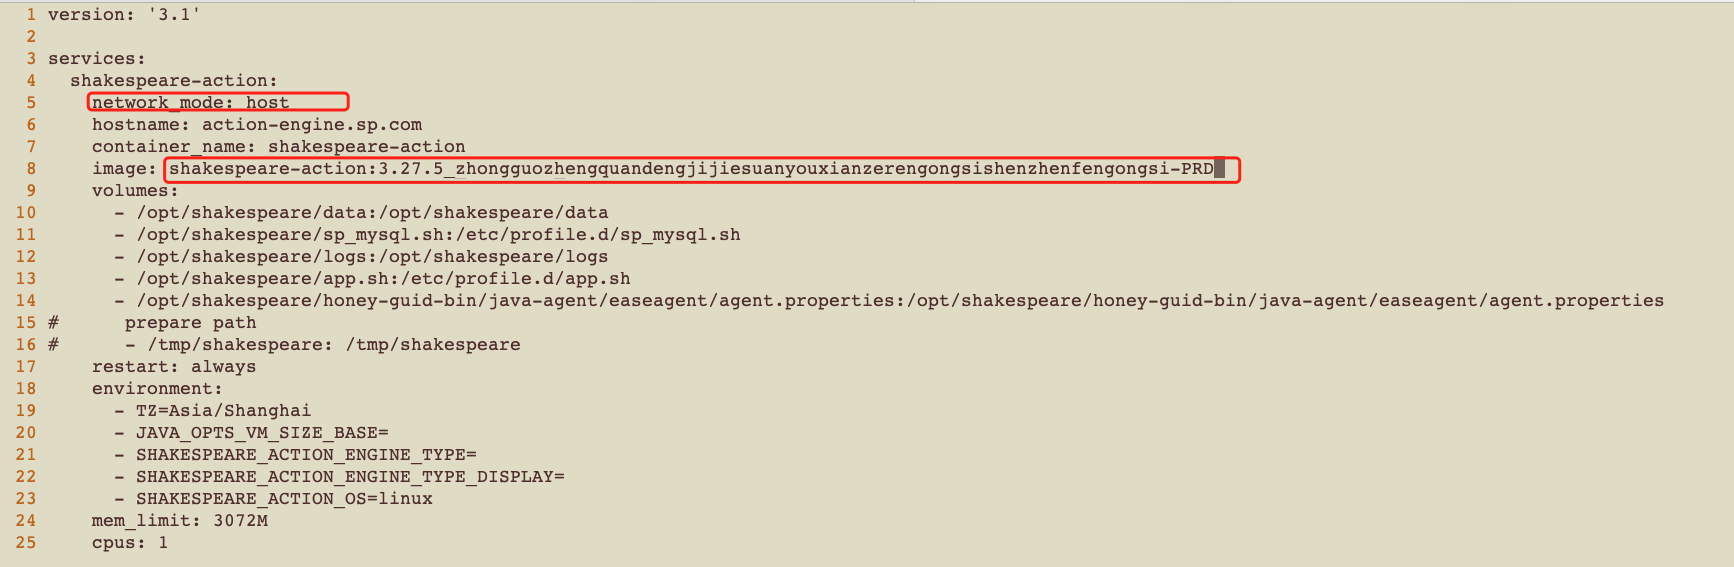 1 version: '3.1'
2
3 services:
4   shakespeare-action:
5     network_mode: host
6     hostname: action-engine.sp.com
7     container_name: shakespeare-action
8     image: shakespeare-action:3.27.5_zhongguozhengquandengjijiesuanyouxianzerengongsishenzhenfengongsi-PRD
9     volumes:
10       - /opt/shakespeare/data:/opt/shakespeare/data
11       - /opt/shakespeare/sp_mysql.sh:/etc/profile.d/sp_mysql.sh
12       - /opt/shakespeare/logs:/opt/shakespeare/logs
13       - /opt/shakespeare/app.sh:/etc/profile.d/app.sh
14       - /opt/shakespeare/honey-guid-bin/java-agent/easeagent/agent.properties:/opt/shakespeare/honey-guid-bin/java-agent/easeagent/agent.properties
15 #      prepare path
16 #      - /tmp/shakespeare: /tmp/shakespeare
17     restart: always
18     environment:
19       - TZ=Asia/Shanghai
20       - JAVA_OPTS_VM_SIZE_BASE=
21       - SHAKESPEARE_ACTION_ENGINE_TYPE=
22       - SHAKESPEARE_ACTION_ENGINE_TYPE_DISPLAY=
23       - SHAKESPEARE_ACTION_OS=linux
24     mem_limit: 3072M
25     cpus: 1